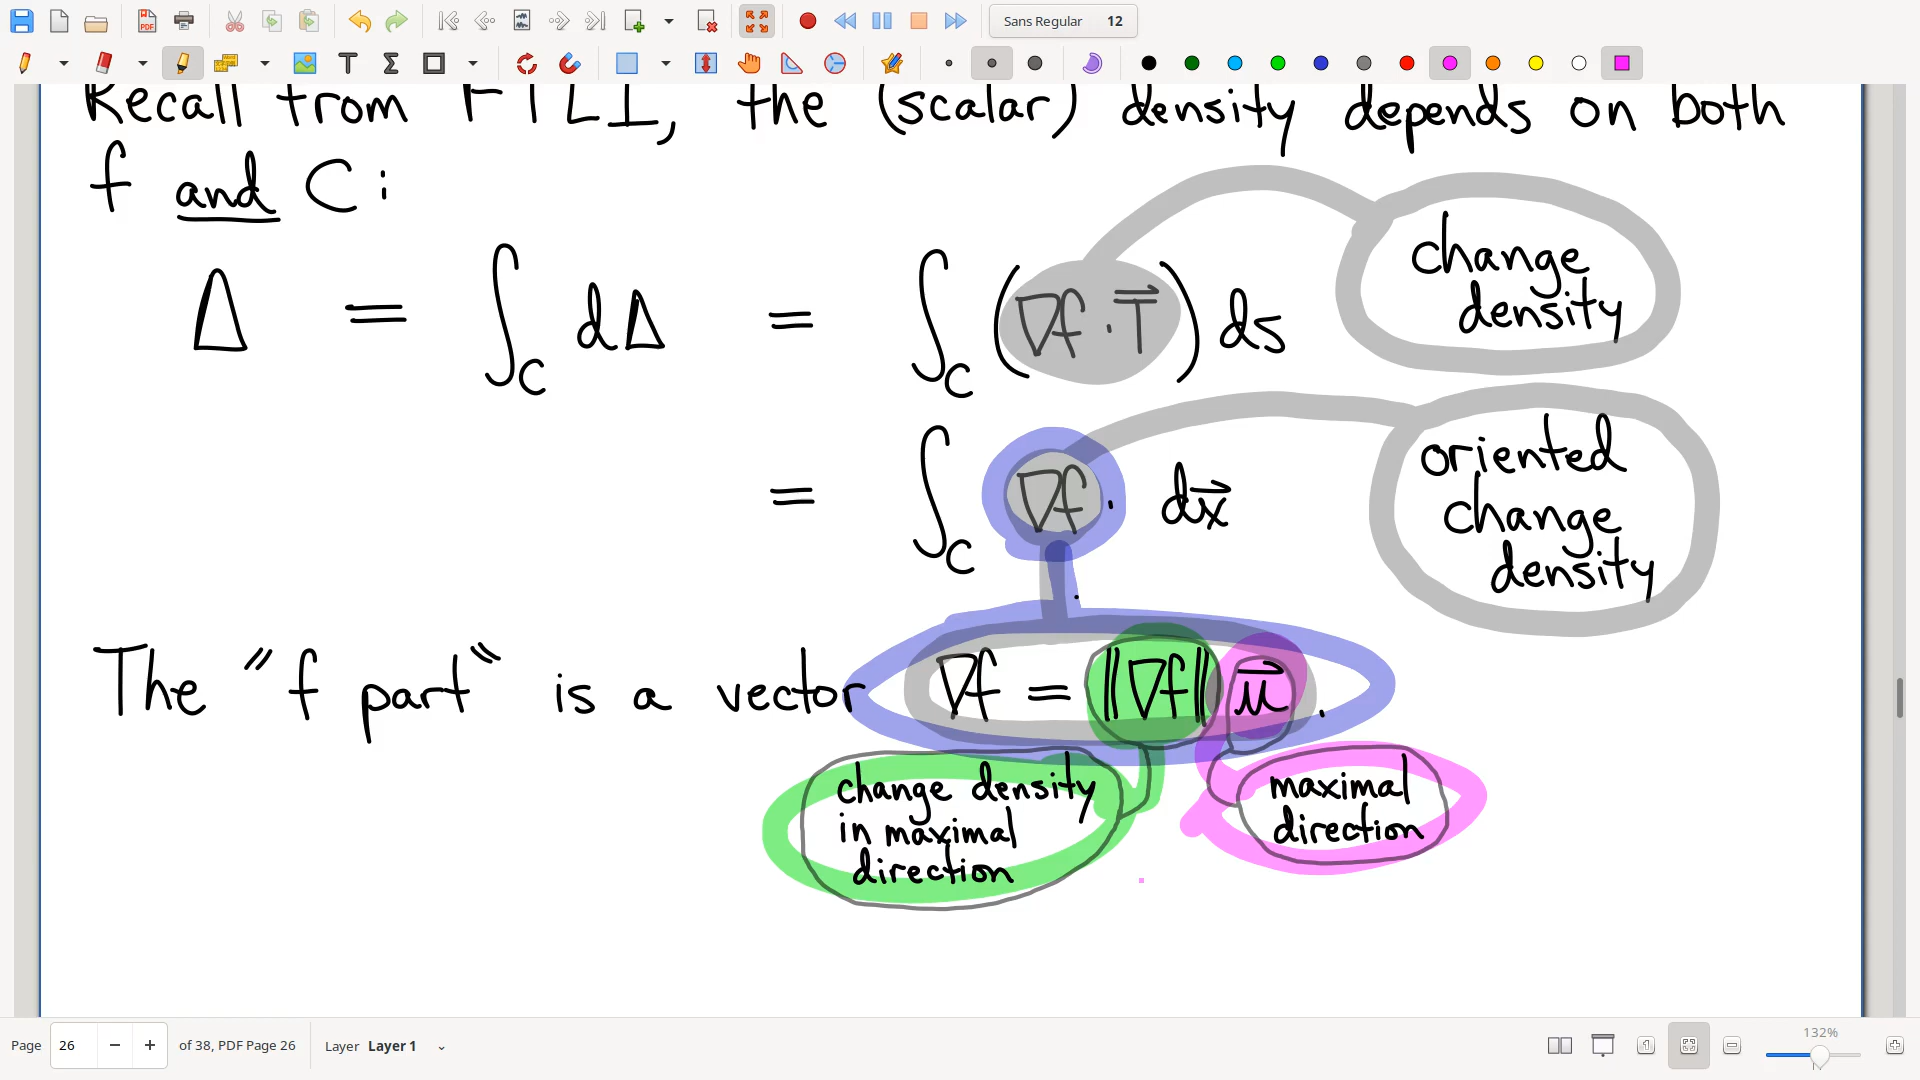 Sans Regular 12
Recall from FTLI, the (scalar) density depends on both
f and C:
Δ = ∫_C dΔ = ∫_C (∇f · T⃗) ds
change
density
= ∫_C ∇f · dx⃗
oriented
change
density
The "f part" is a vector ∇f = ‖∇f‖ u⃗ .
change density
in maximal
direction
maximal
direction
Page 26 of 38, PDF Page 26 Layer Layer 1
132%